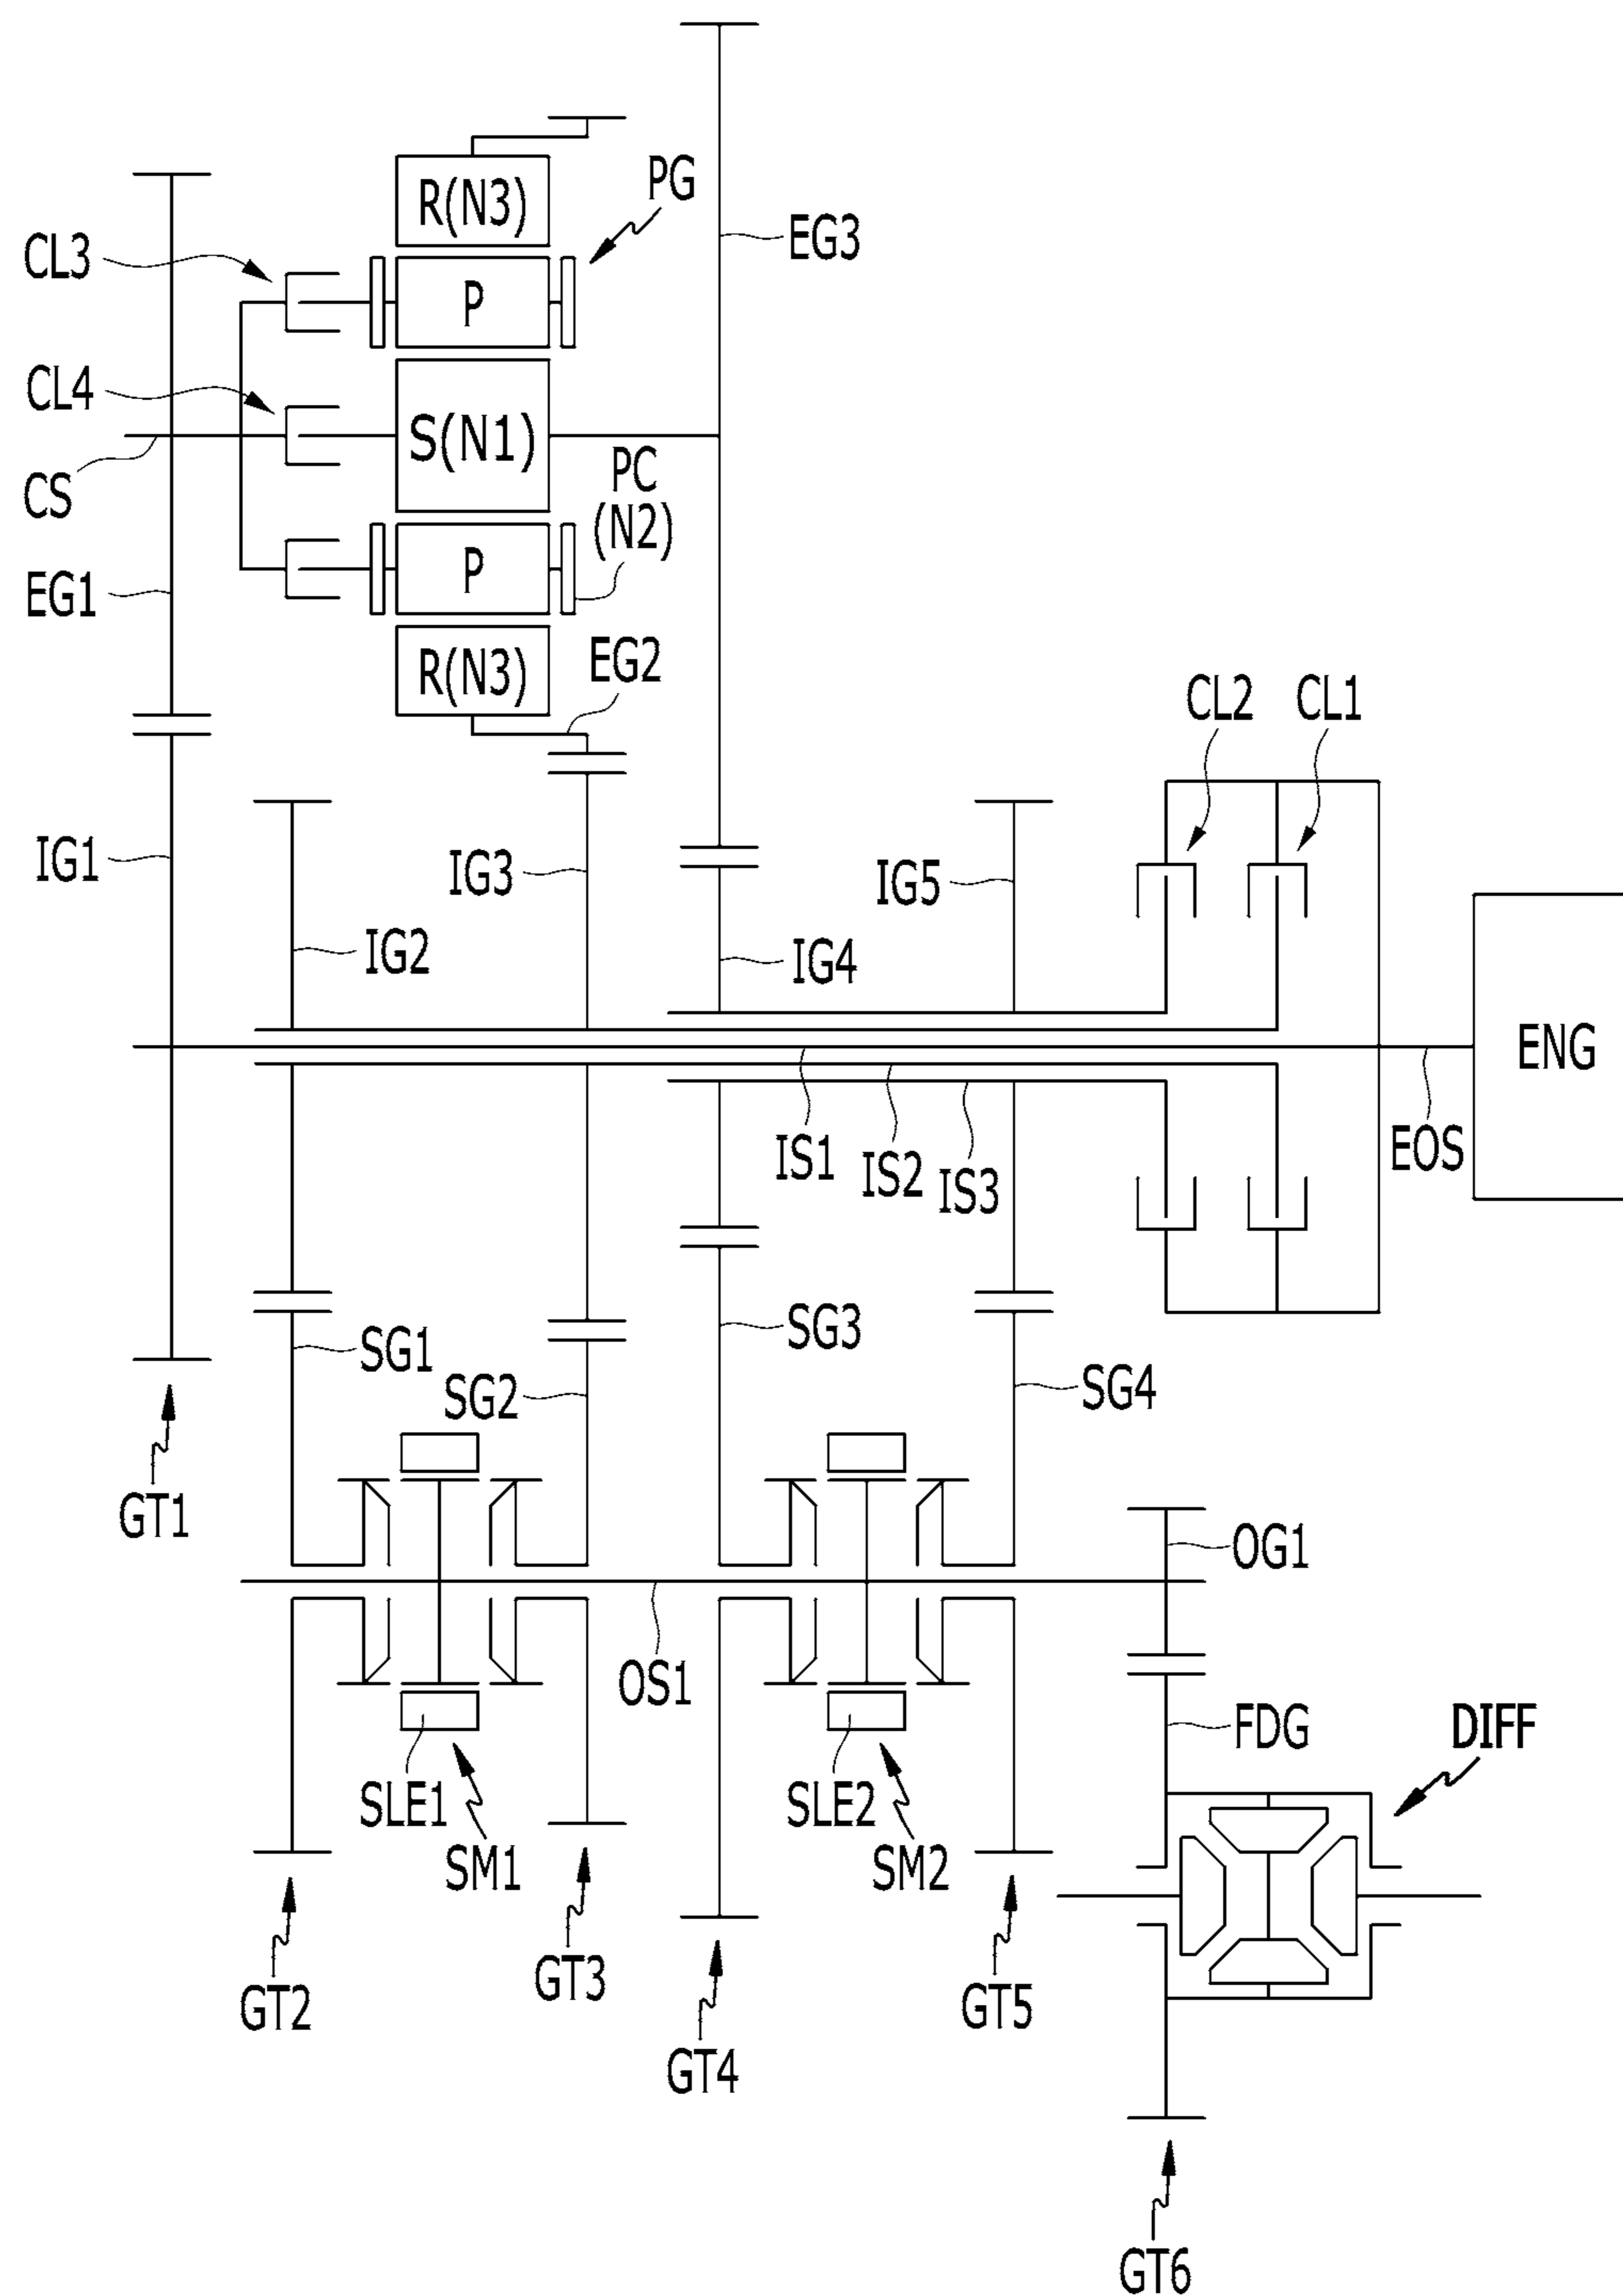 R(N3)
PG
EG3
CL3
P
CL4
S(N1)
PC
(N2)
CS
P
EG1
R(N3)
EG2
CL2
CL1
IG1
IG3
IG5
IG2
IG4
ENG
IS1
IS2
IS3
EOS
SG1
SG2
SG3
SG4
GT1
OG1
OS1
FDG
DIFF
SLE1
SM1
SLE2
SM2
GT2
GT3
GT4
GT5
GT6